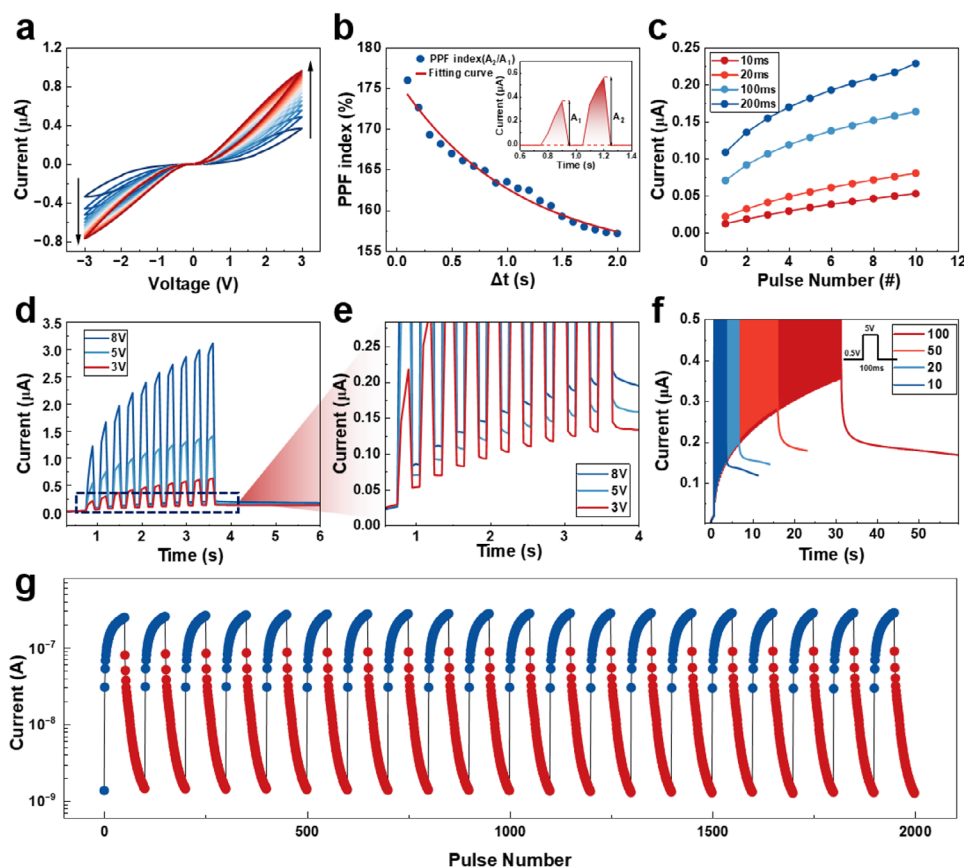 a
Current (μA)
1.2
0.8
0.4
0.0
−0.4
−0.8
−3 −2 −1 0 1 2 3
Voltage (V)
b
PPF index (%)
180
175
170
165
160
155
0.0 0.5 1.0 1.5 2.0
Δt (s)
PPF index(A2/A1)
Fitting curve
Current (μA)
0.6
0.4
0.2
0.0
A1
A2
0.6 0.8 1.0 1.2 1.4
Time (s)
c
Current (μA)
0.25
0.20
0.15
0.10
0.05
0.00
0 2 4 6 8 10 12
Pulse Number (#)
10ms
20ms
100ms
200ms
d
Current (μA)
3.5
3.0
2.5
2.0
1.5
1.0
0.5
0.0
1 2 3 4 5 6
Time (s)
8V
5V
3V
e
Current (μA)
0.25
0.20
0.15
0.10
0.05
0.00
1 2 3 4
Time (s)
8V
5V
3V
f
Current (μA)
0.5
0.4
0.3
0.2
0.1
0.0
0 10 20 30 40 50
Time (s)
5V
0.5V
100ms
100
50
20
10
g
Current (A)
10⁻⁷
10⁻⁸
10⁻⁹
0 500 1000 1500 2000
Pulse Number